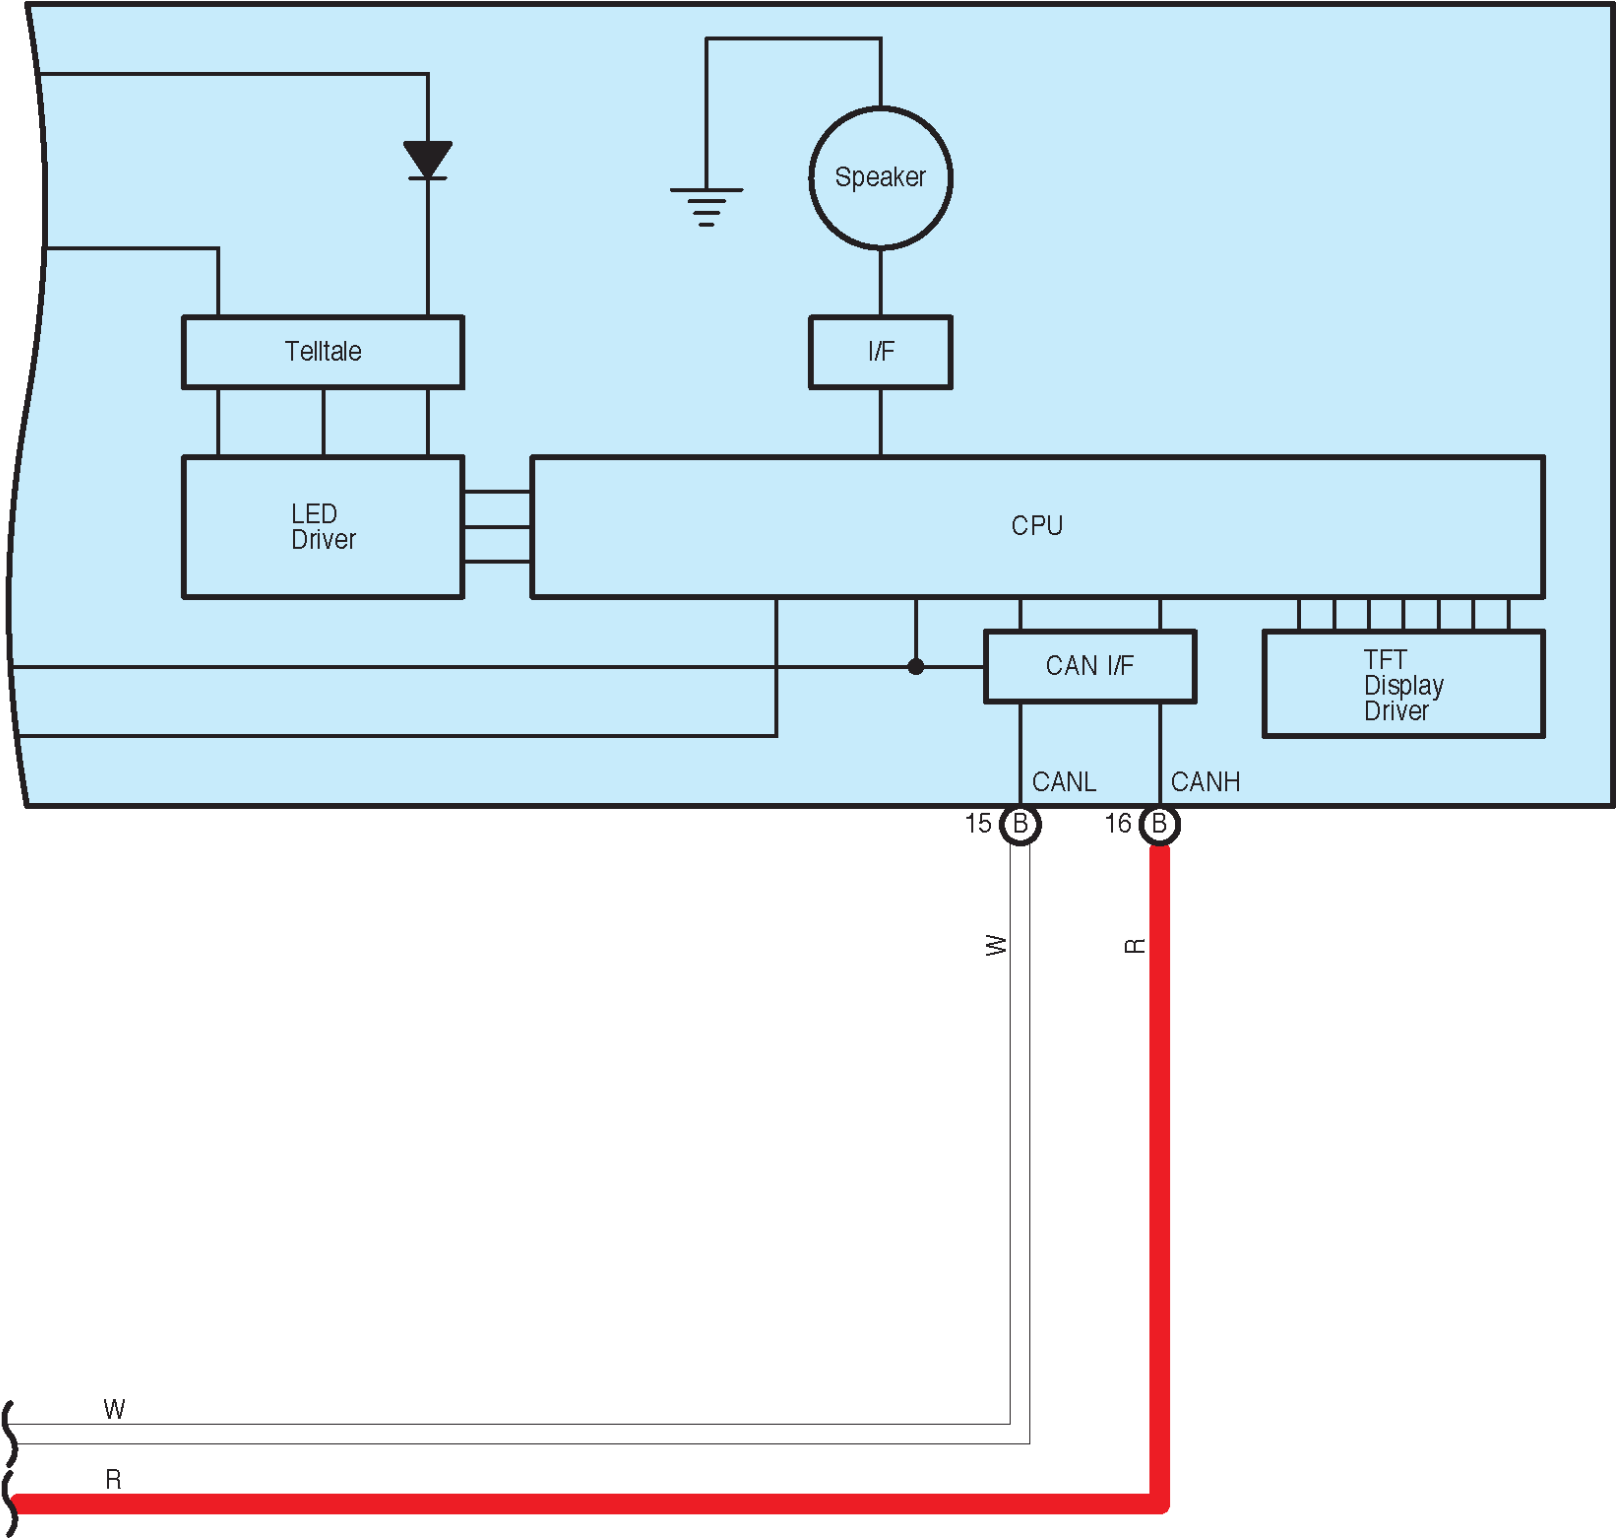 Speaker
Telltale
I/F
LED
Driver
CPU
CAN I/F
TFT
Display
Driver
CANL
CANH
15 B
16 B
W
R
W
R